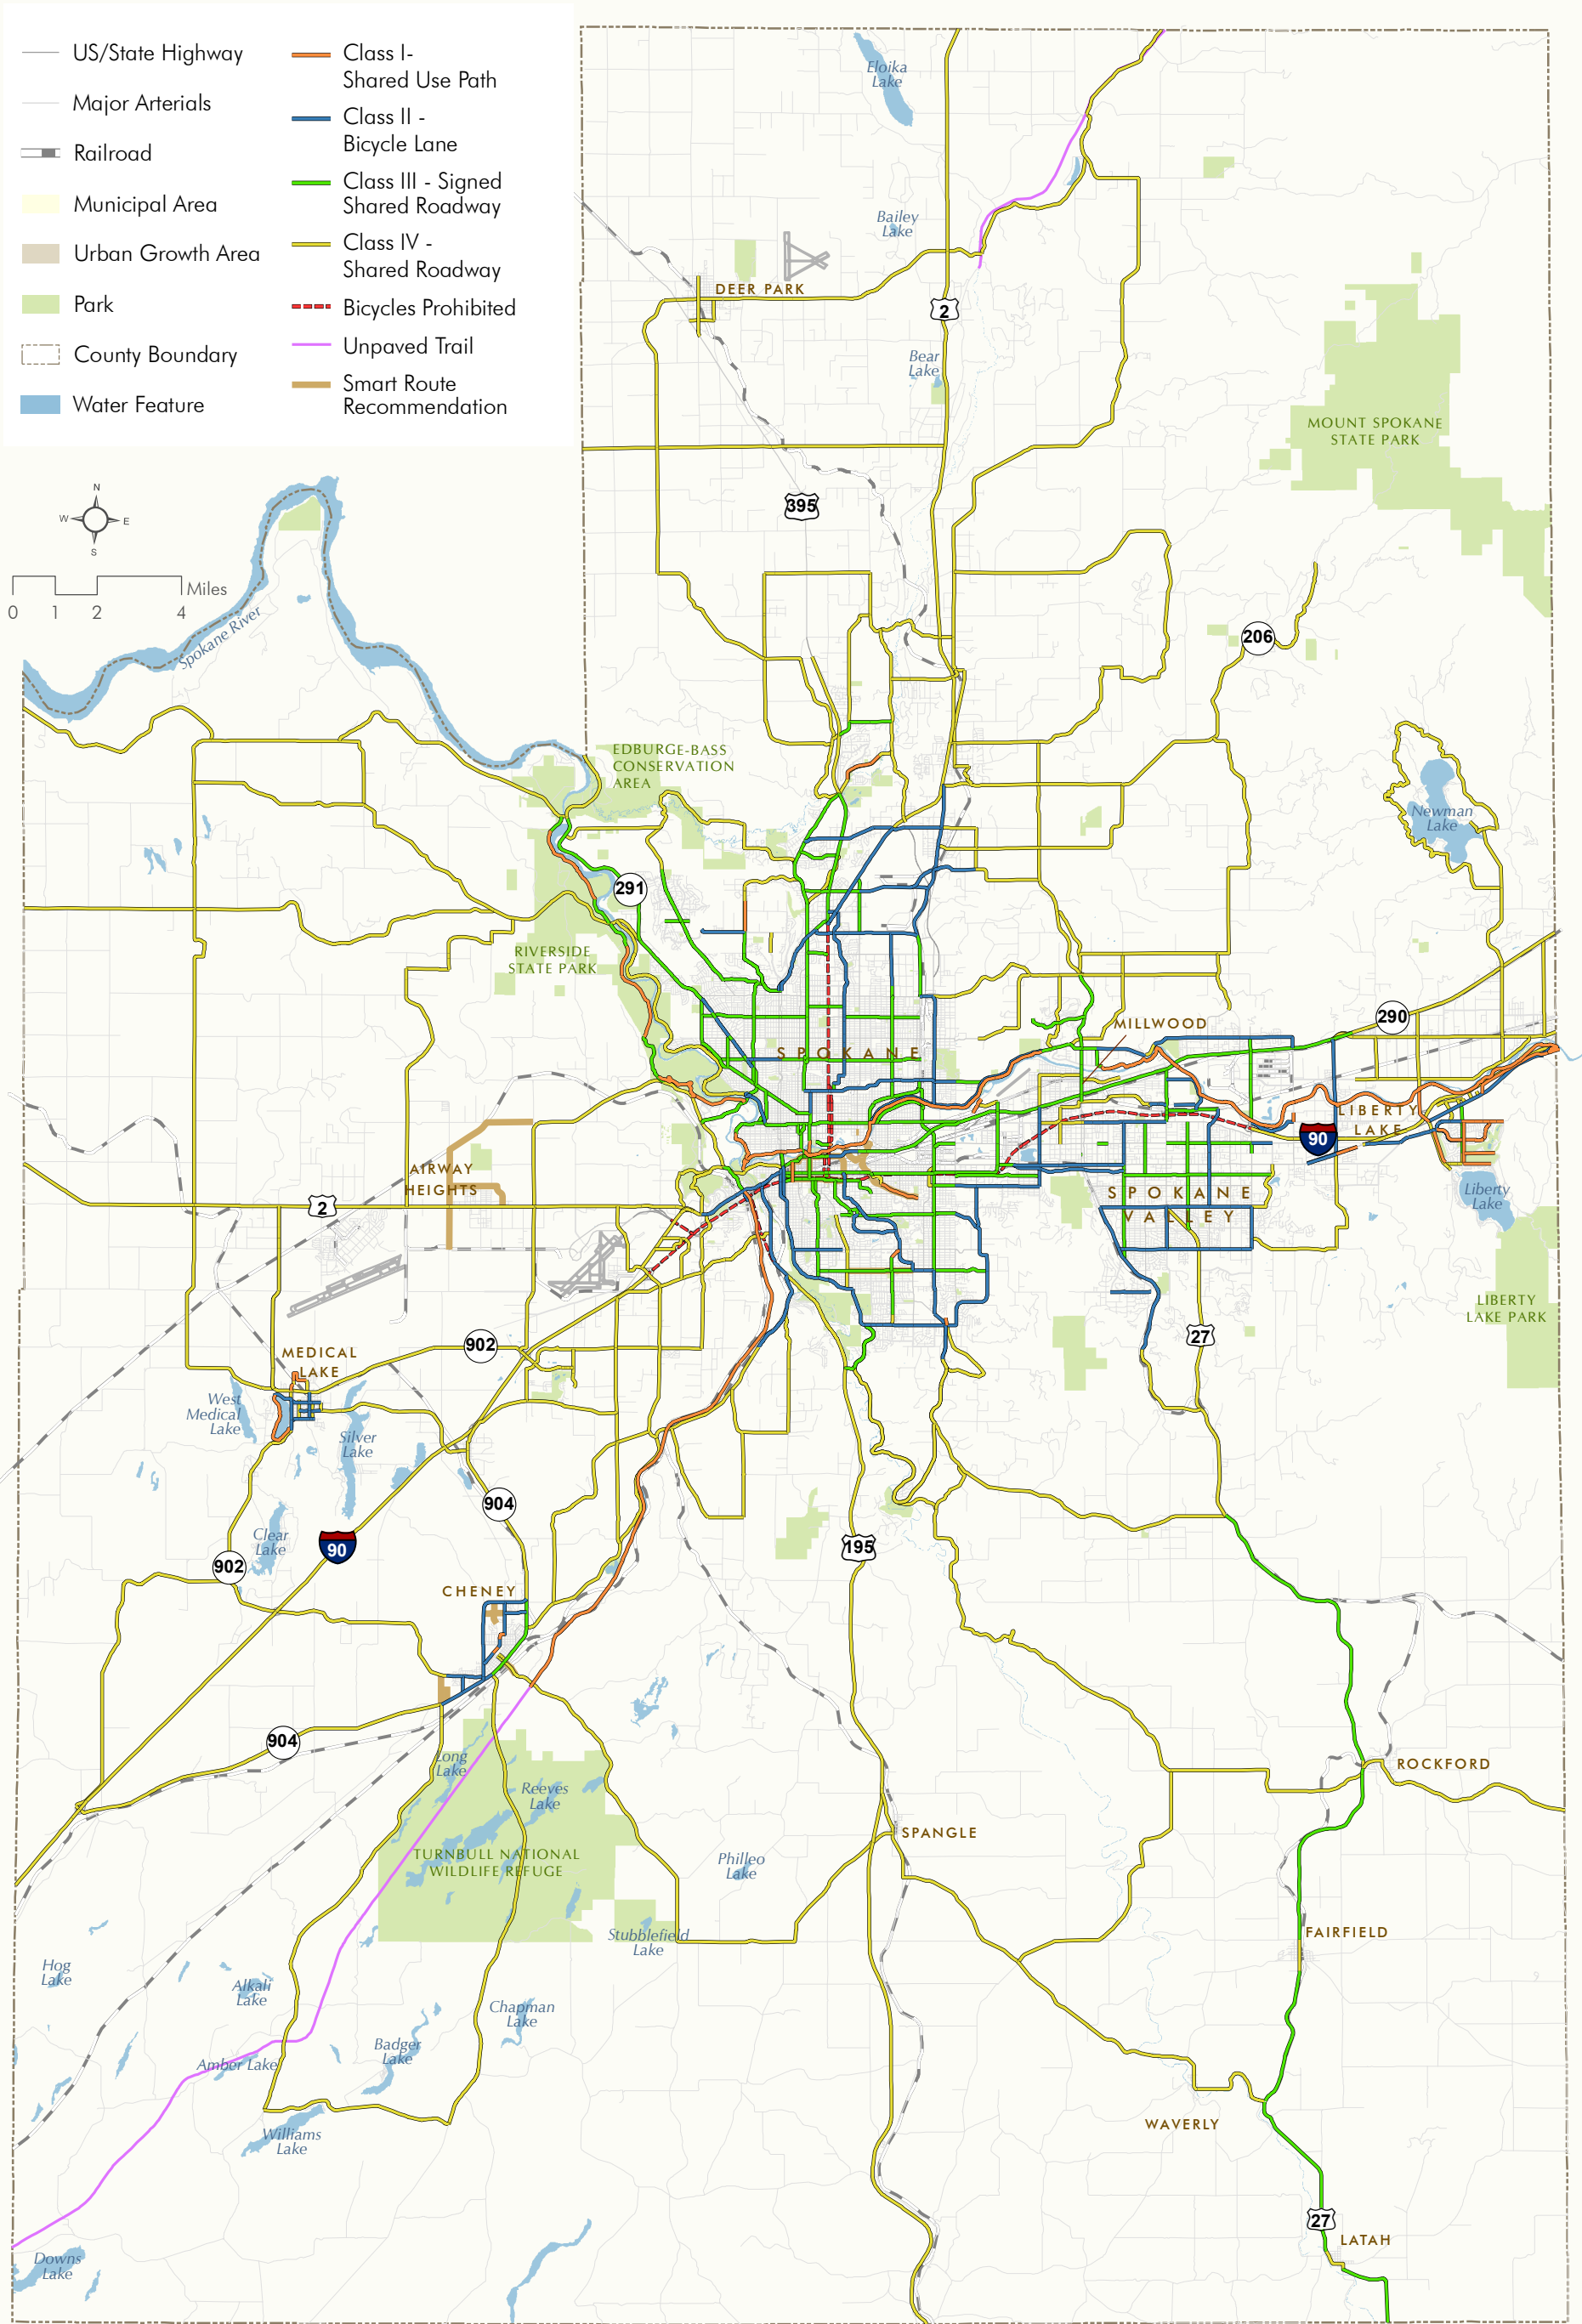 US/State Highway
Major Arterials
Railroad
Municipal Area
Urban Growth Area
Park
County Boundary
Water Feature
Class I-
Shared Use Path
Class II -
Bicycle Lane
Class III - Signed
Shared Roadway
Class IV -
Shared Roadway
Bicycles Prohibited
Unpaved Trail
Smart Route
Recommendation
N
W
E
S
Miles
0
1
2
4
Spokane River
Eloika
Lake
Bailey
Lake
DEER PARK
2
Bear
Lake
MOUNT SPOKANE
STATE PARK
395
206
EDBURGE-BASS
CONSERVATION
AREA
Newman
Lake
291
RIVERSIDE
STATE PARK
290
MILLWOOD
SPOKANE
LIBERTY
LAKE
90
AIRWAY
HEIGHTS
2
SPOKANE
VALLEY
Liberty
Lake
LIBERTY
LAKE PARK
27
902
MEDICAL
LAKE
West
Medical
Lake
Silver
Lake
904
Clear
Lake
90
195
902
CHENEY
904
Long
Lake
Reeves
Lake
ROCKFORD
SPANGLE
TURNBULL NATIONAL
WILDLIFE REFUGE
Philleo
Lake
Stubblefield
Lake
FAIRFIELD
Hog
Lake
Alkali
Lake
Chapman
Lake
Badger
Lake
Amber Lake
Williams
Lake
WAVERLY
27
LATAH
Downs
Lake